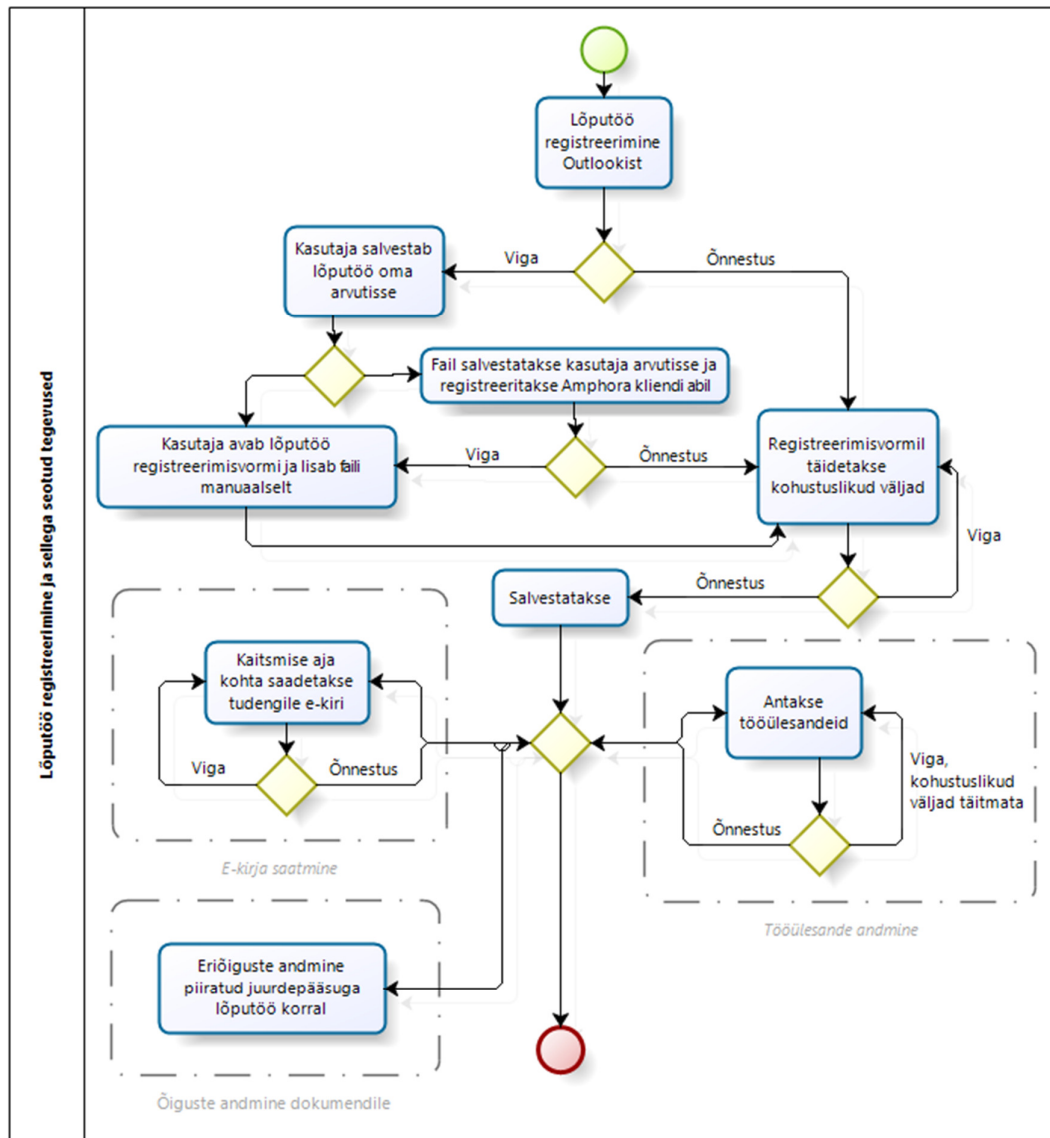 Lõputöö registreerimine ja sellega seotud tegevused
Lõputöö
registreerimine
Outlookist
Kasutaja salvestab
lõputöö oma
arvutisse
Viga
Õnnestus
Fail salvestatakse kasutaja arvutisse ja
registreeritakse Amphora kliendi abil
Kasutaja avab lõputöö
registreerimisvormi ja lisab faili
manuaalselt
Viga
Õnnestus
Registreerimisvormil
täidetakse
kohustuslikud väljad
Viga
Õnnestus
Salvestatakse
Kaitsmise aja
kohta saadetakse
tudengile e-kiri
Viga
Õnnestus
E-kirja saatmine
Antakse
tööülesandeid
Viga,
kohustuslikud
väljad täitmata
Õnnestus
Tööülesande andmine
Eriõiguste andmine
piiratud juurdepääsuga
lõputöö korral
Õiguste andmine dokumendile